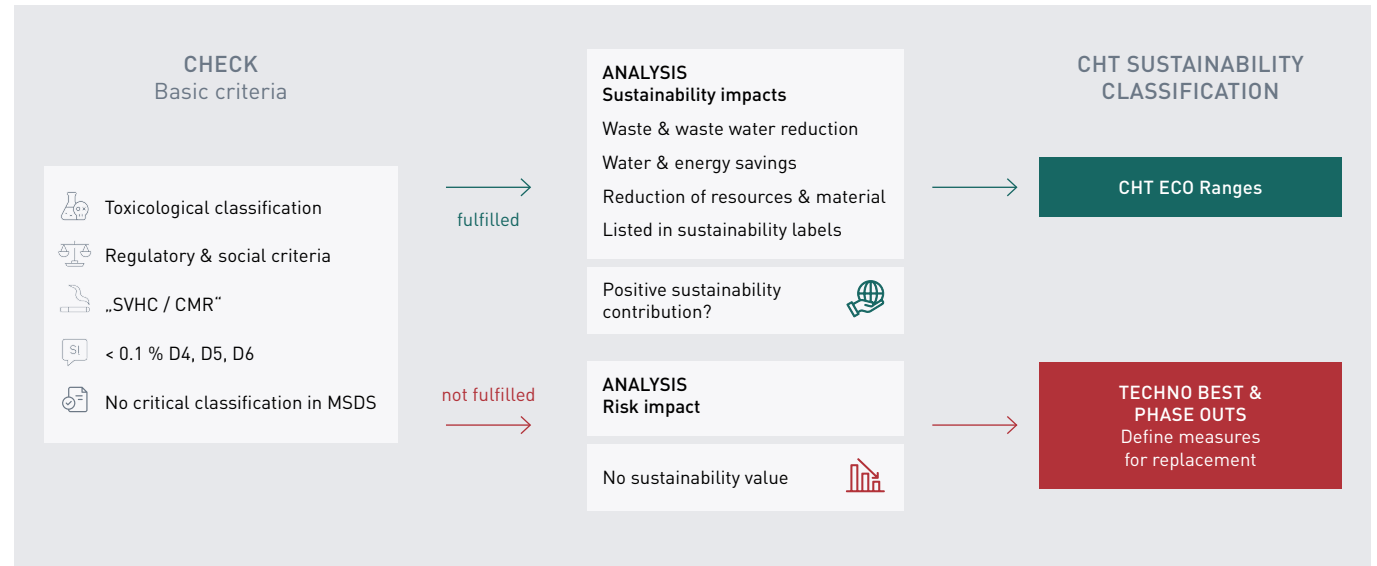 CHECK
Basic criteria
Toxicological classification
Regulatory & social criteria
„SVHC / CMR“
SI
< 0.1 % D4, D5, D6
No critical classification in MSDS
fulfilled
not fulfilled
ANALYSIS
Sustainability impacts
Waste & waste water reduction
Water & energy savings
Reduction of resources & material
Listed in sustainability labels
Positive sustainability
contribution?
ANALYSIS
Risk impact
No sustainability value
CHT SUSTAINABILITY
CLASSIFICATION
CHT ECO Ranges
TECHNO BEST &
PHASE OUTS
Define measures
for replacement